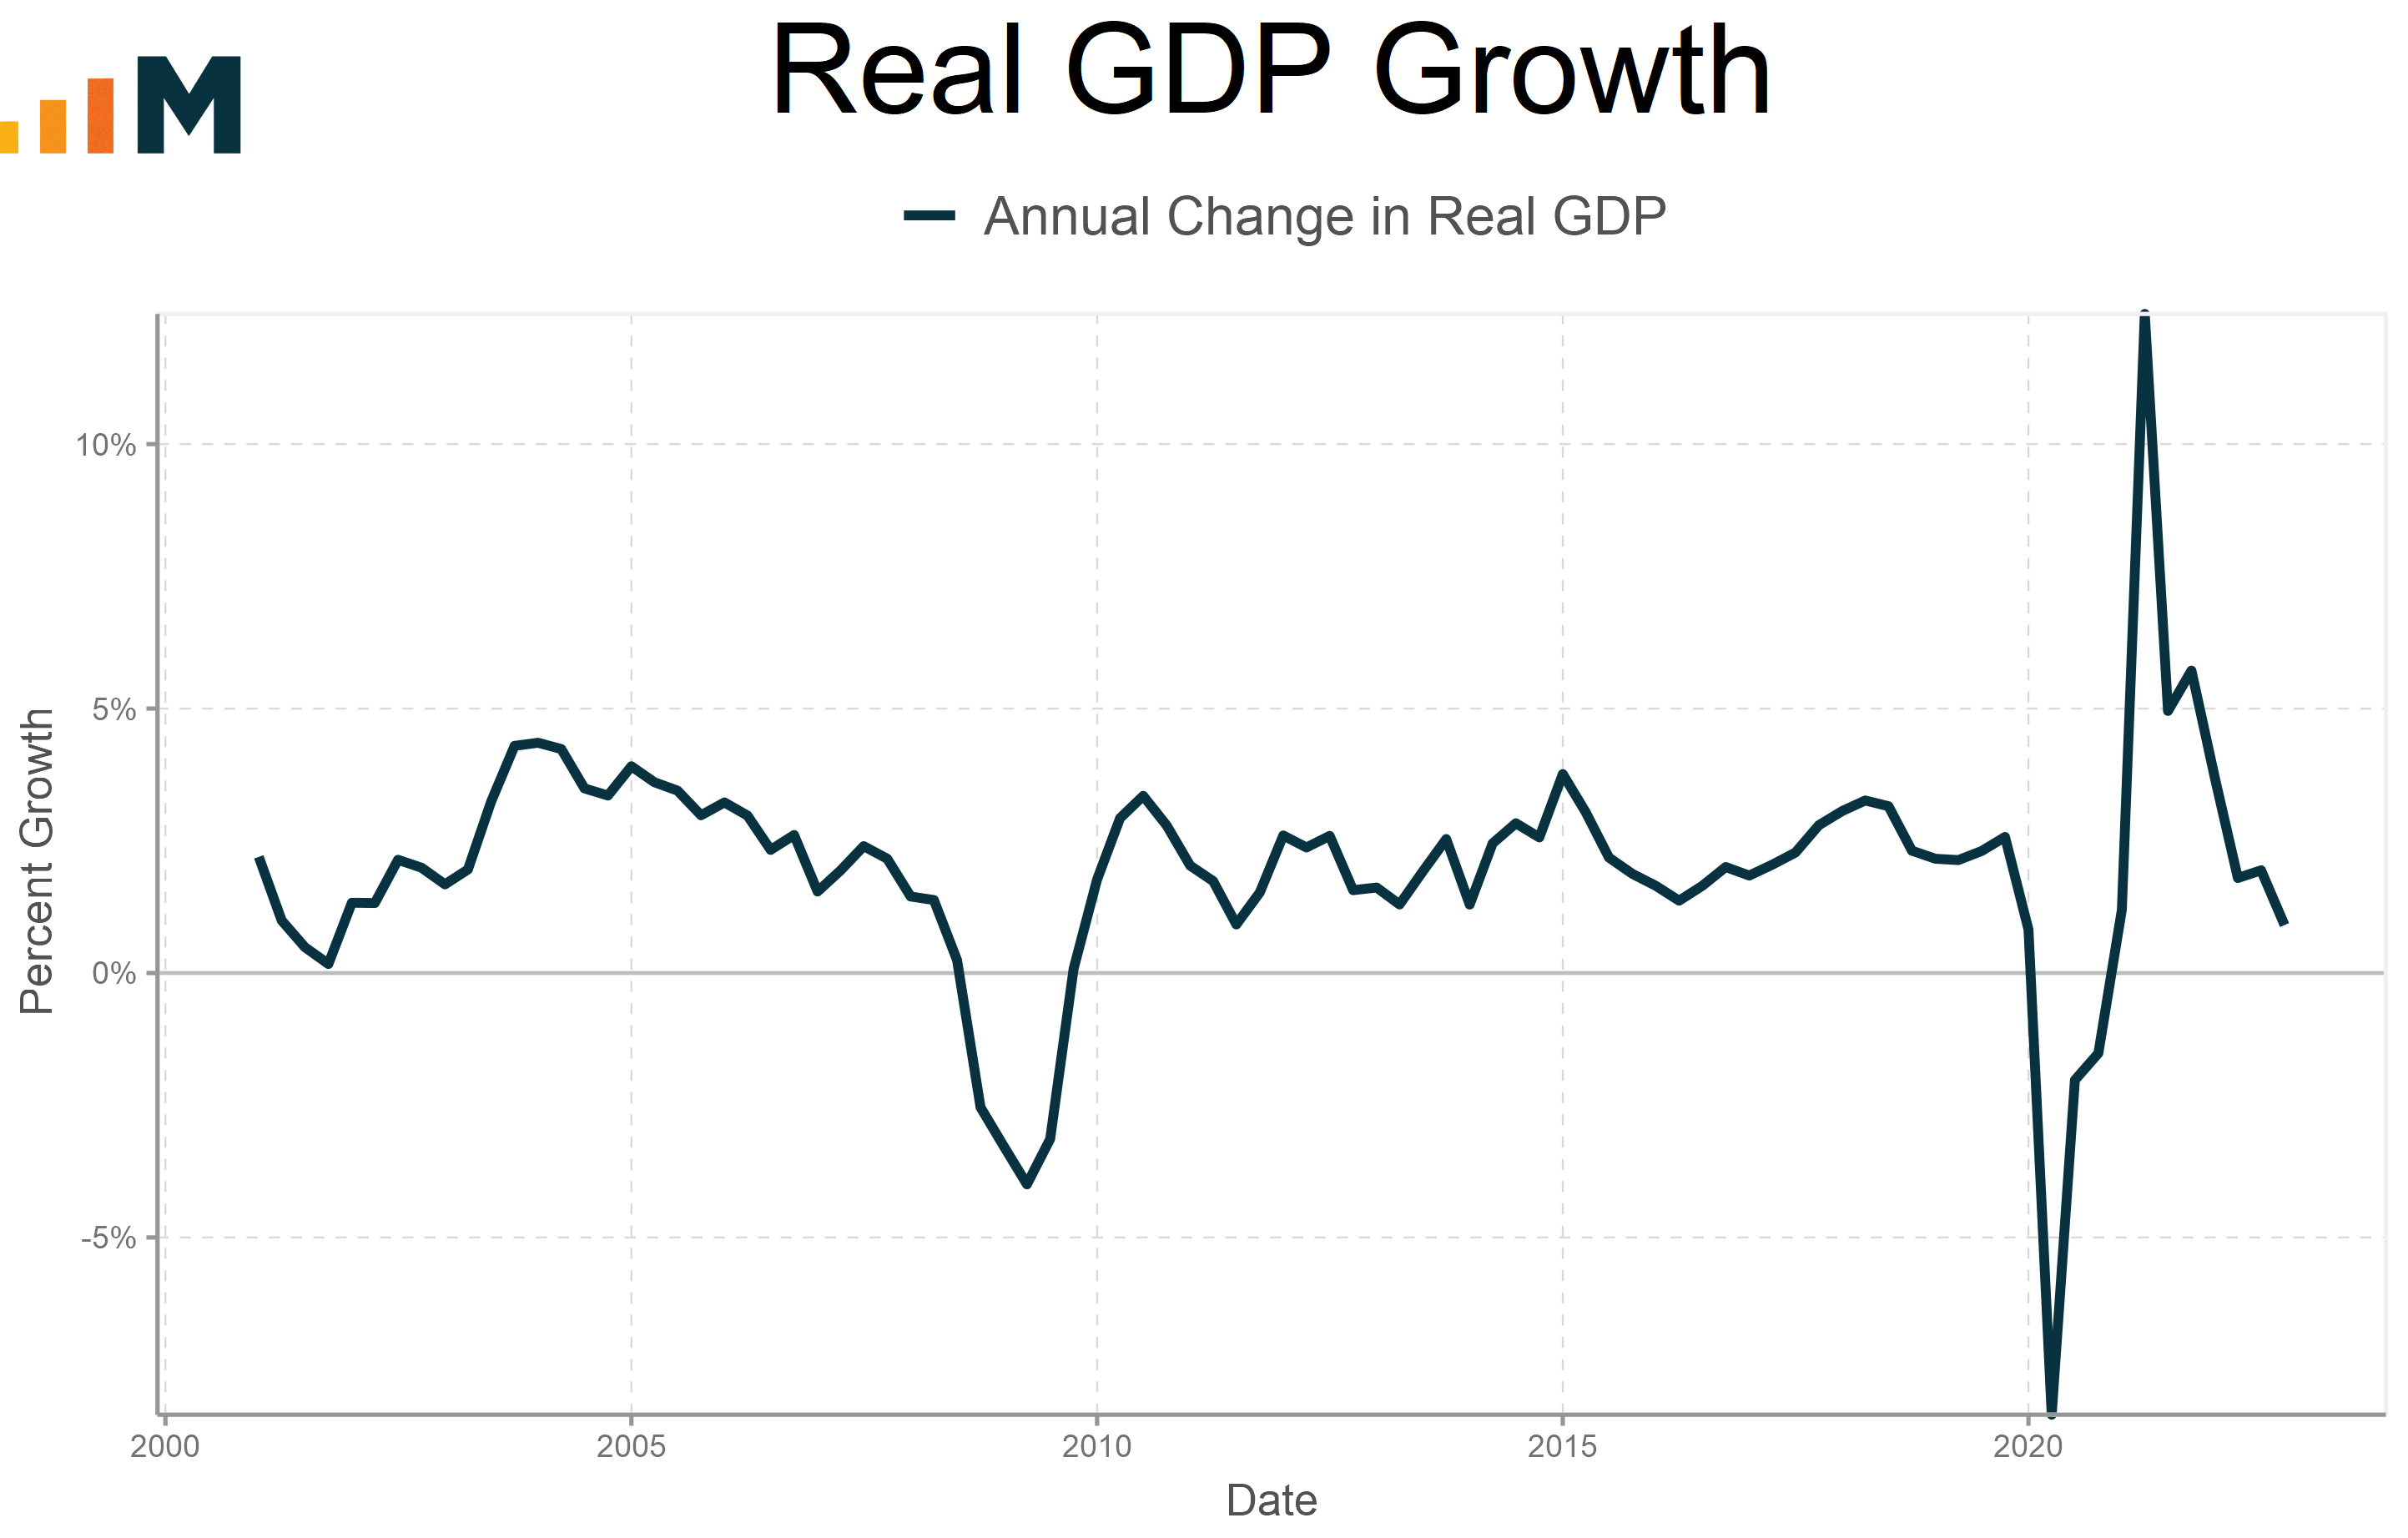 M
Real GDP Growth
Annual Change in Real GDP
Percent Growth
10%
5%
0%
-5%
2000 2005 2010 2015 2020
Date